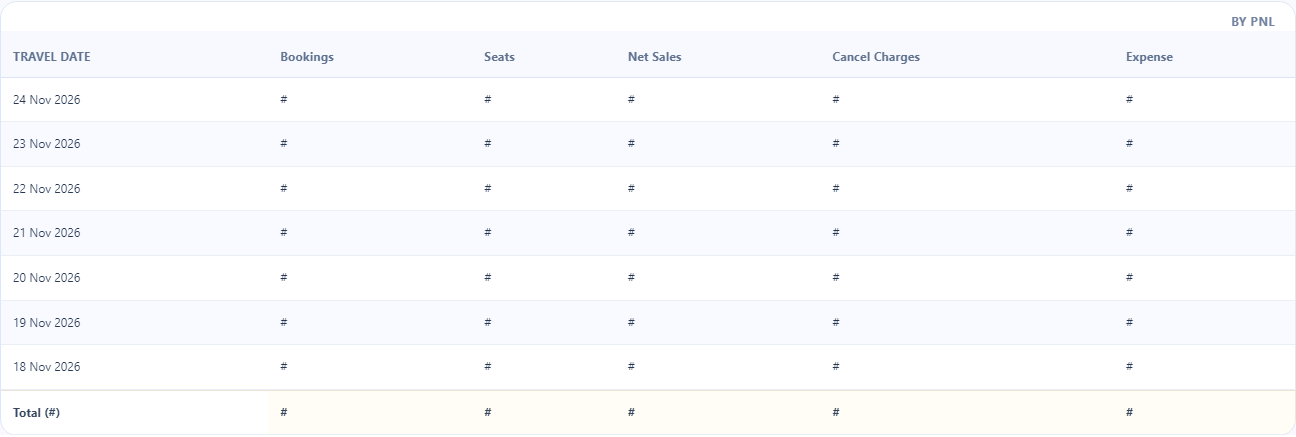 BY PNL
TRAVEL DATE Bookings Seats Net Sales Cancel Charges Expense
24 Nov 2026 # # # # #
23 Nov 2026 # # # # #
22 Nov 2026 # # # # #
21 Nov 2026 # # # # #
20 Nov 2026 # # # # #
19 Nov 2026 # # # # #
18 Nov 2026 # # # # #
Total (#) # # # # #